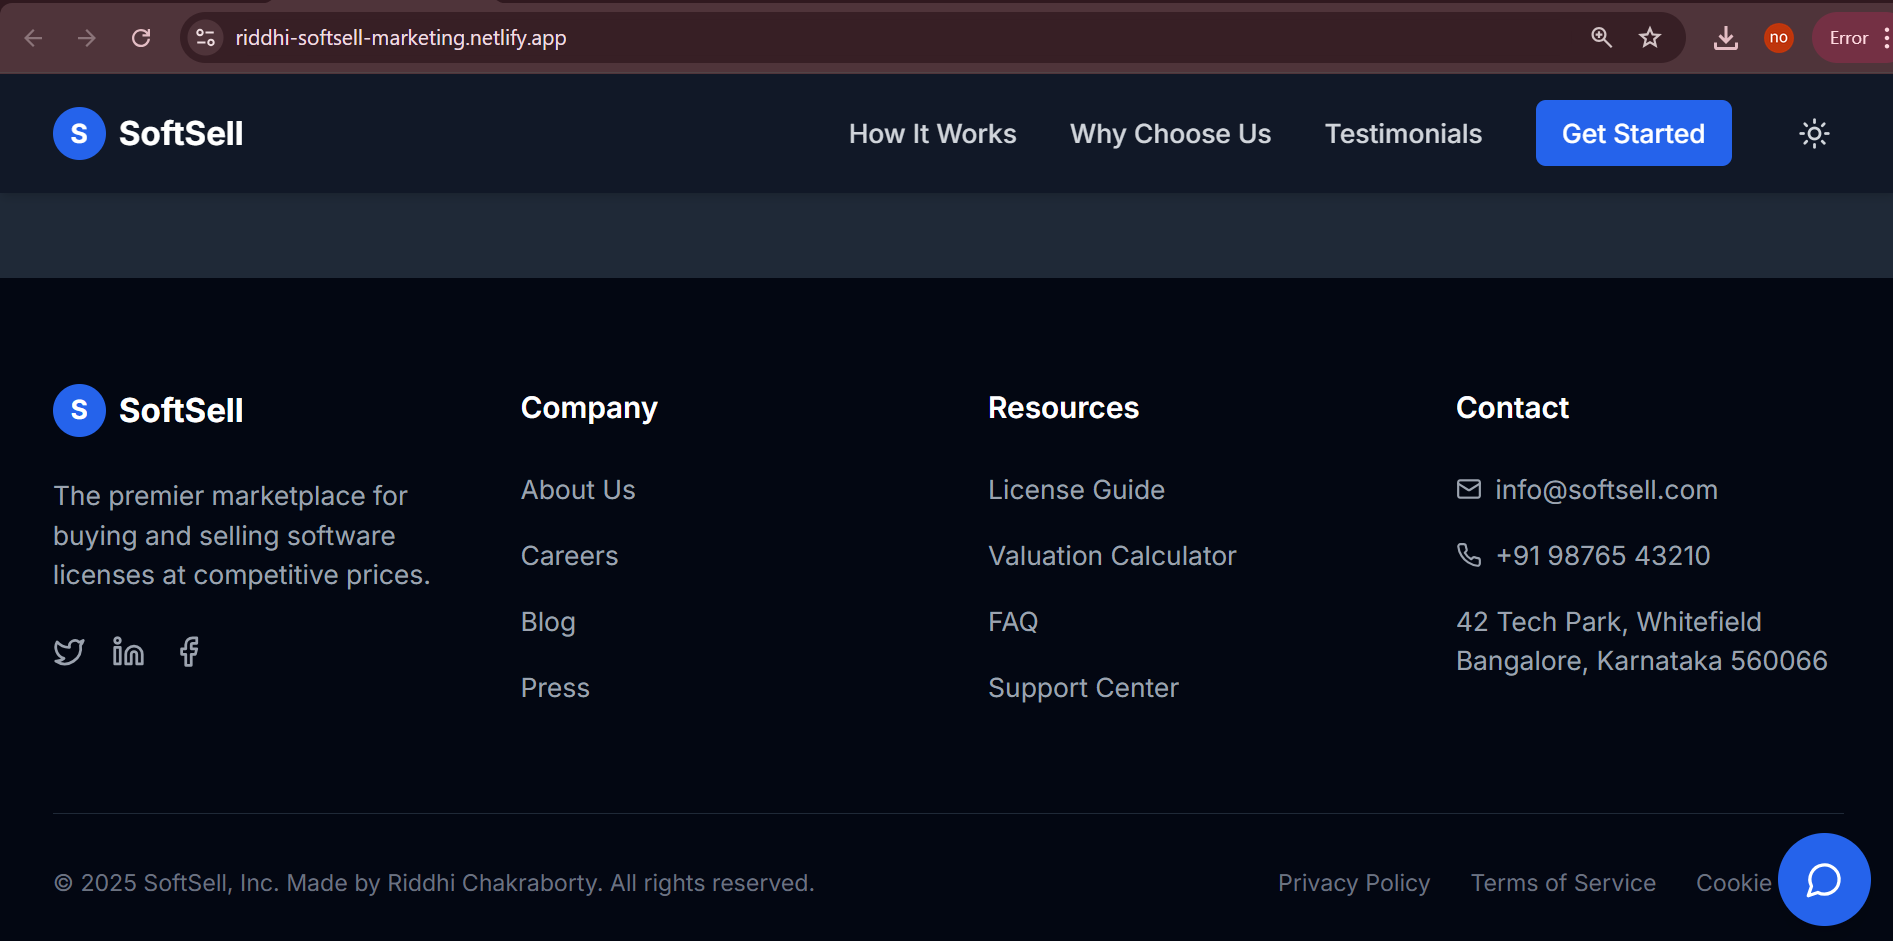 riddhi-softsell-marketing.netlify.app
no
Error
S SoftSell
How It Works
Why Choose Us
Testimonials
Get Started
S SoftSell
The premier marketplace for
buying and selling software
licenses at competitive prices.
Company
About Us
Careers
Blog
Press
Resources
License Guide
Valuation Calculator
FAQ
Support Center
Contact
info@softsell.com
+91 98765 43210
42 Tech Park, Whitefield
Bangalore, Karnataka 560066
© 2025 SoftSell, Inc. Made by Riddhi Chakraborty. All rights reserved.
Privacy Policy
Terms of Service
Cookie